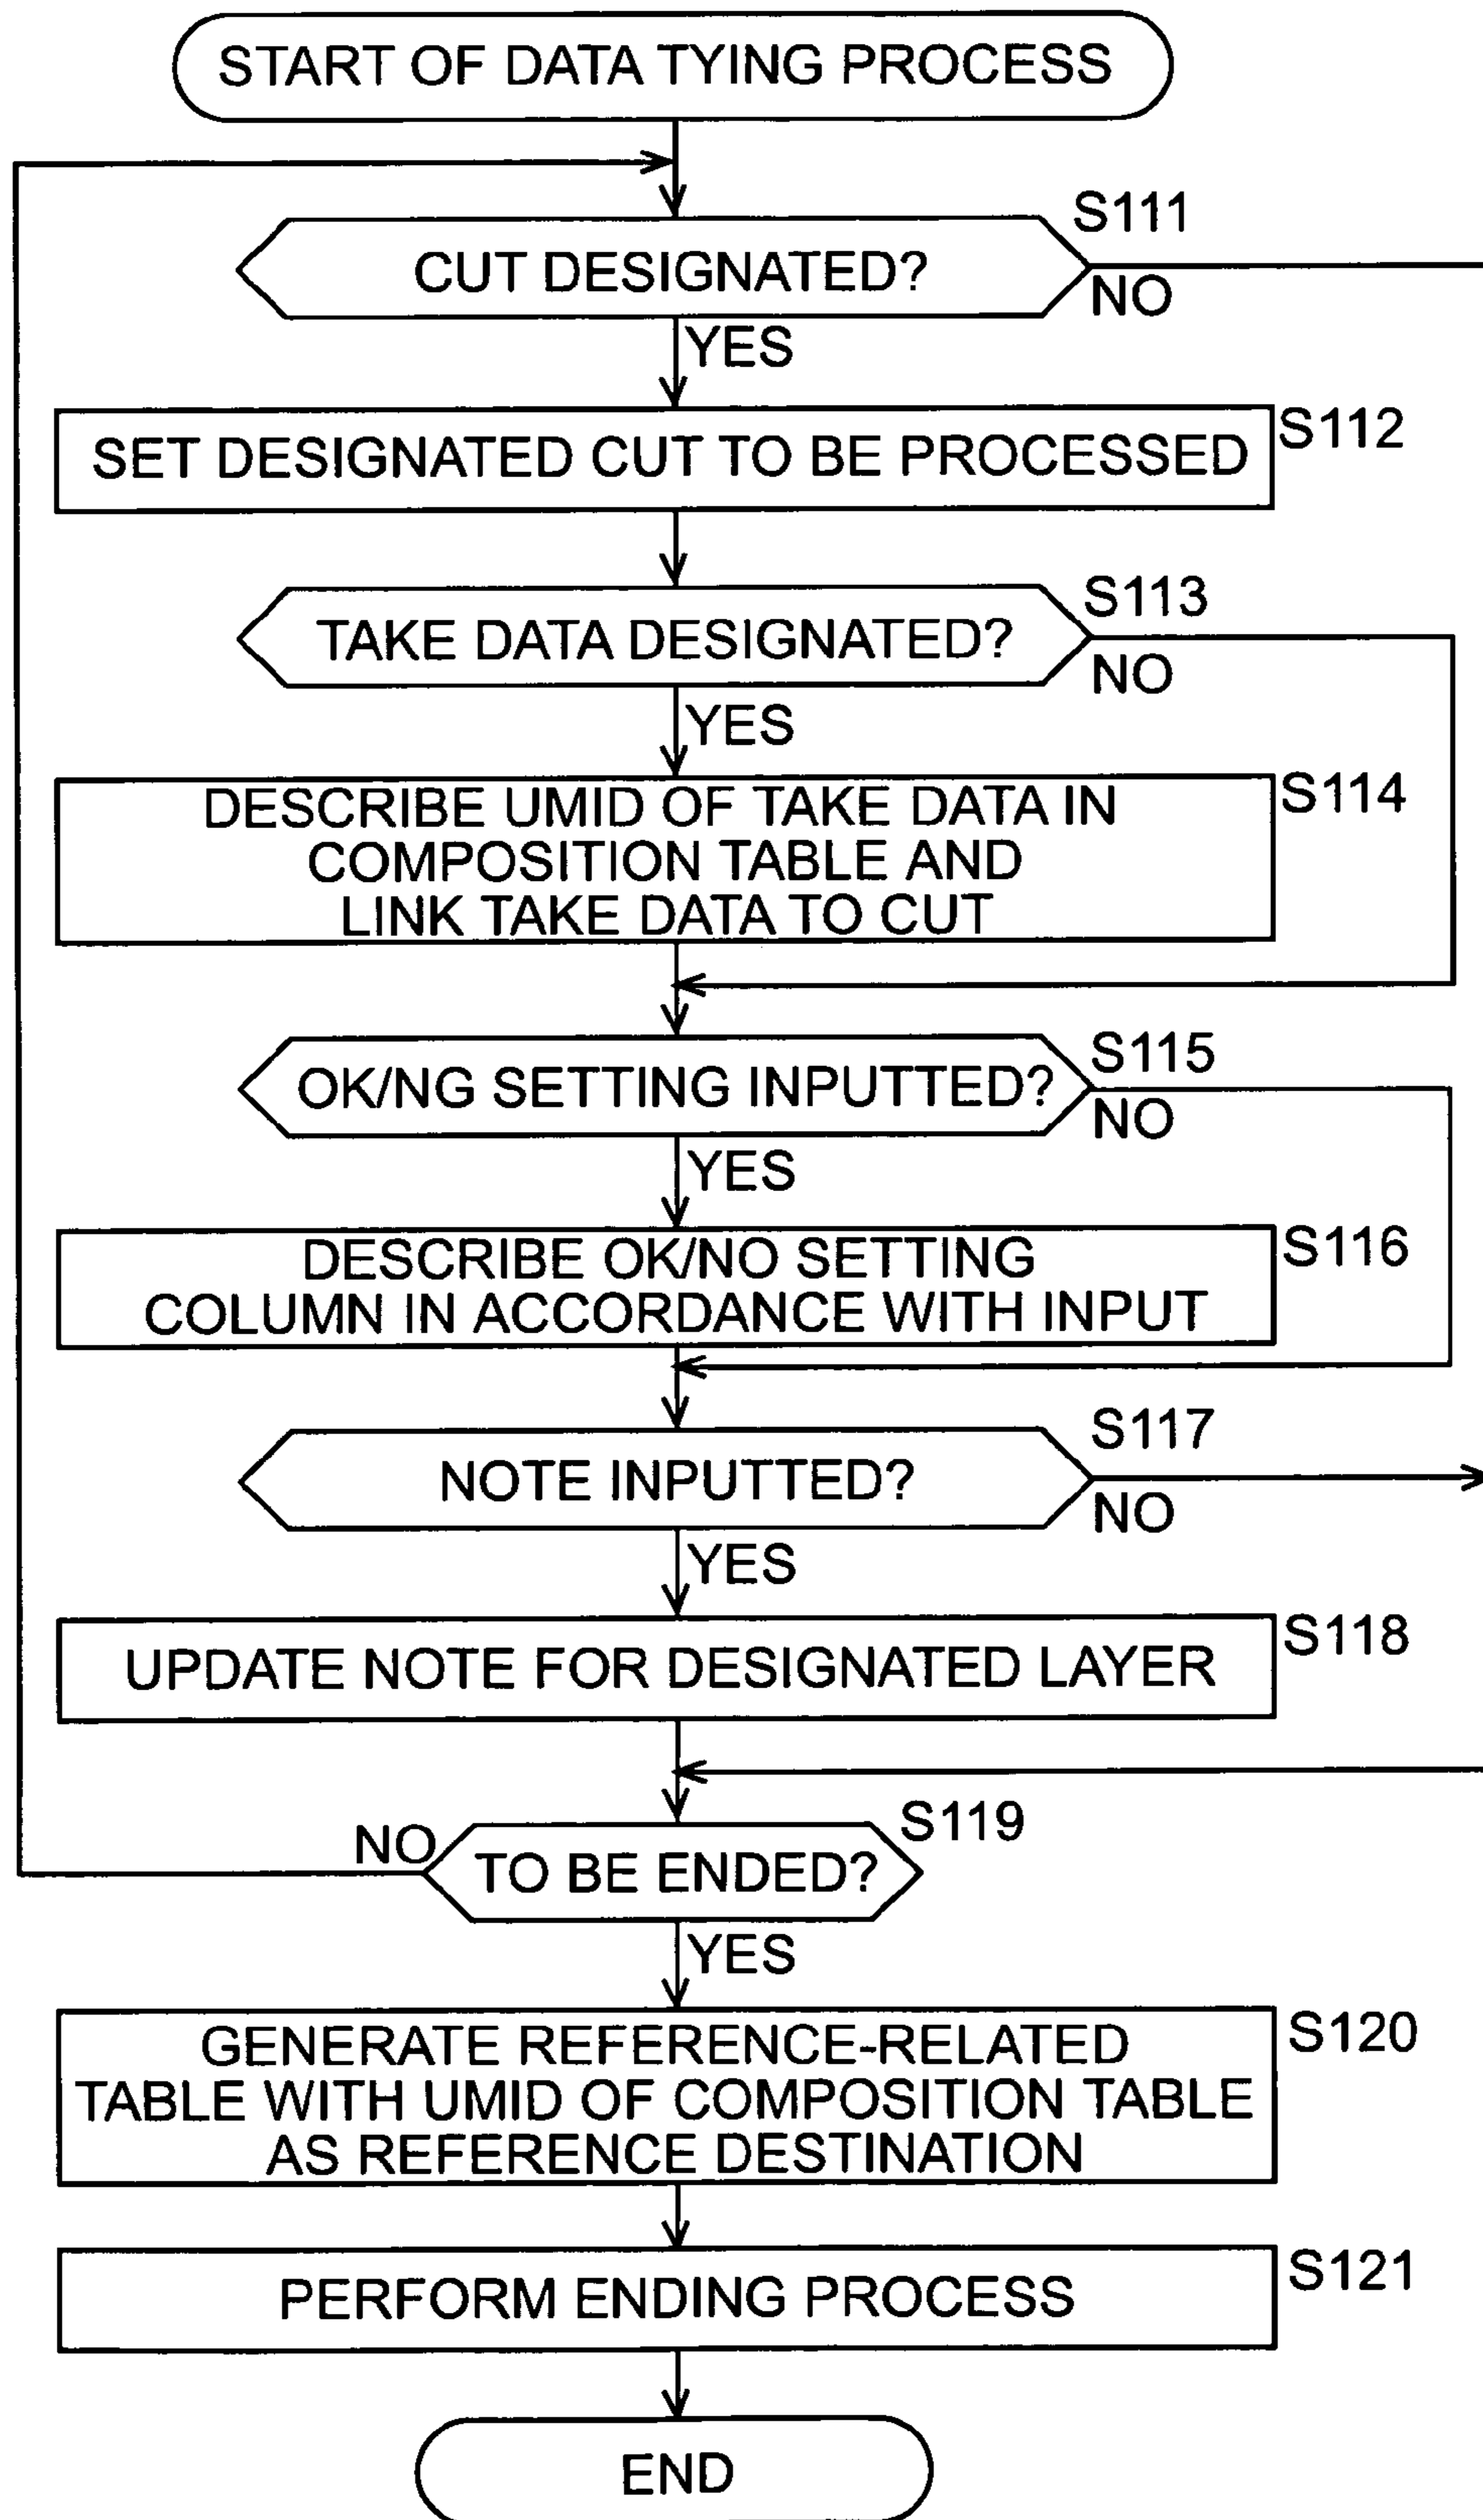 START OF DATA TYING PROCESS
S111
CUT DESIGNATED?
NO
YES
S112
SET DESIGNATED CUT TO BE PROCESSED
S113
TAKE DATA DESIGNATED?
NO
YES
S114
DESCRIBE UMID OF TAKE DATA IN
COMPOSITION TABLE AND
LINK TAKE DATA TO CUT
S115
OK/NG SETTING INPUTTED?
NO
YES
S116
DESCRIBE OK/NO SETTING
COLUMN IN ACCORDANCE WITH INPUT
S117
NOTE INPUTTED?
NO
YES
S118
UPDATE NOTE FOR DESIGNATED LAYER
S119
NO
TO BE ENDED?
YES
S120
GENERATE REFERENCE-RELATED
TABLE WITH UMID OF COMPOSITION TABLE
AS REFERENCE DESTINATION
S121
PERFORM ENDING PROCESS
END